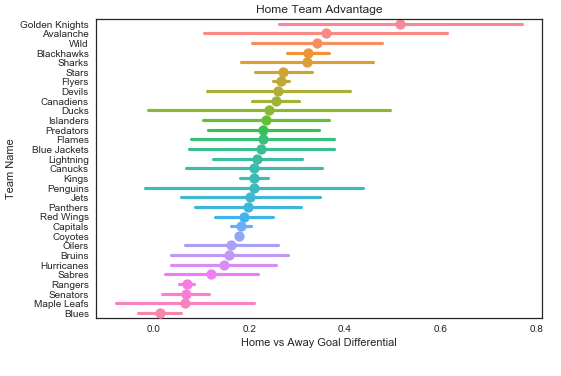 Home Team Advantage
Team Name
Golden Knights
Avalanche
Wild
Blackhawks
Sharks
Stars
Flyers
Devils
Canadiens
Ducks
Islanders
Predators
Flames
Blue Jackets
Lightning
Canucks
Kings
Penguins
Jets
Panthers
Red Wings
Capitals
Coyotes
Oilers
Bruins
Hurricanes
Sabres
Rangers
Senators
Maple Leafs
Blues
0.0 0.2 0.4 0.6 0.8
Home vs Away Goal Differential